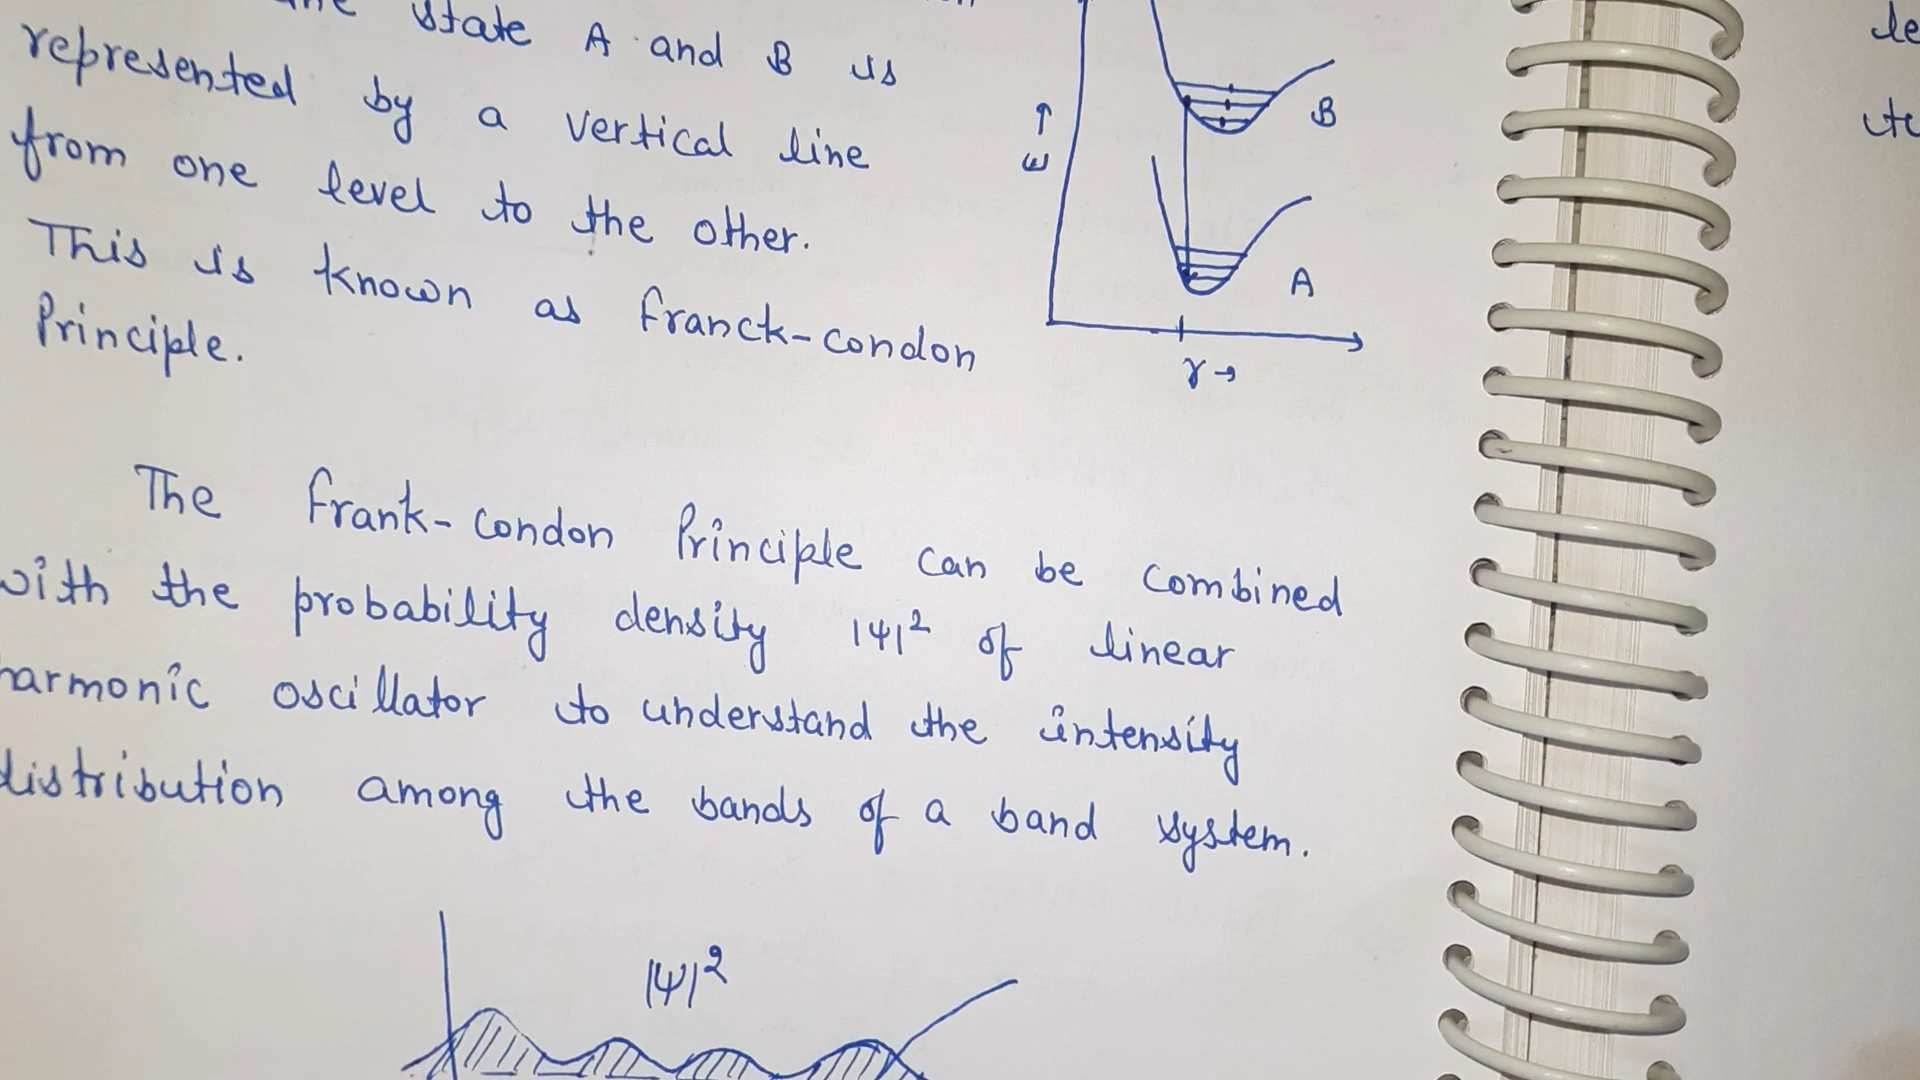 the state A and B is
represented by a vertical line
from one level to the other.
This is known as Franck-condon
Principle.
E →
B
A
r →
The Frank-Condon Principle can be combined
with the probability density |ψ|² of linear
harmonic oscillator to understand the intensity
distribution among the bands of a band system.
|ψ|²
le